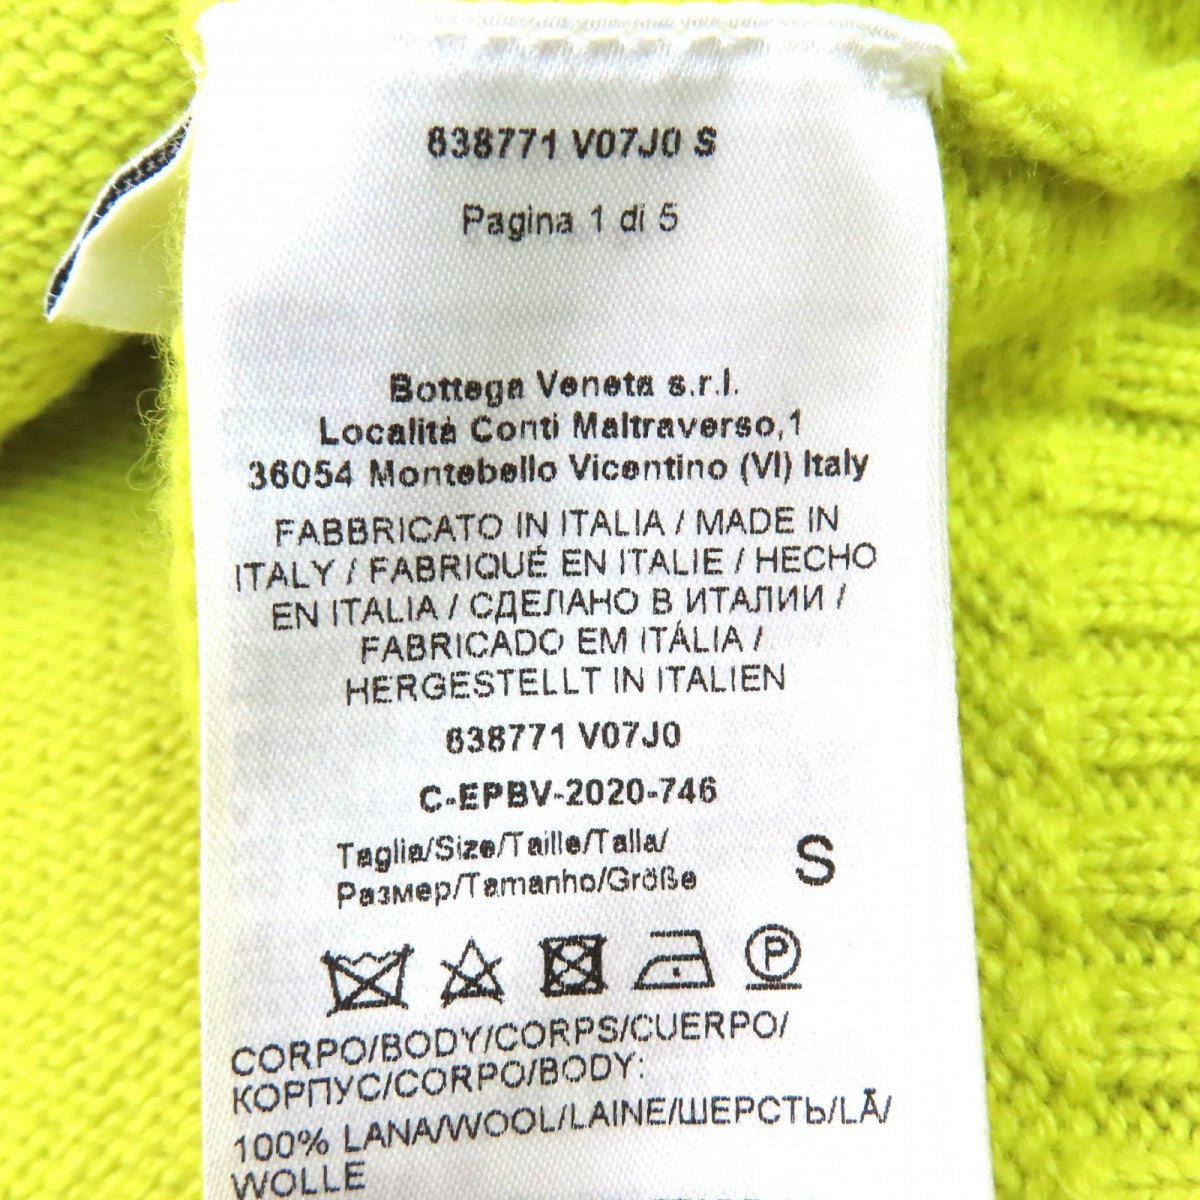 638771 V07J0 S
Pagina 1 di 5
Bottega Veneta s.r.l.
Località Conti Maltraverso,1
36054 Montebello Vicentino (VI) Italy
FABBRICATO IN ITALIA / MADE IN
ITALY / FABRIQUÉ EN ITALIE / HECHO
EN ITALIA / СДЕЛАНО В ИТАЛИИ /
FABRICADO EM ITÁLIA /
HERGESTELLT IN ITALIEN
638771 V07J0
C-EPBV-2020-746
Taglia/Size/Taille/Talla/
Размер/Tamanho/Größe
S
P
CORPO/BODY/CORPS/CUERPO/
КОРПУС/CORPO/BODY:
100% LANA/WOOL/LAINE/ШЕРСТЬ/LÃ/
WOLLE